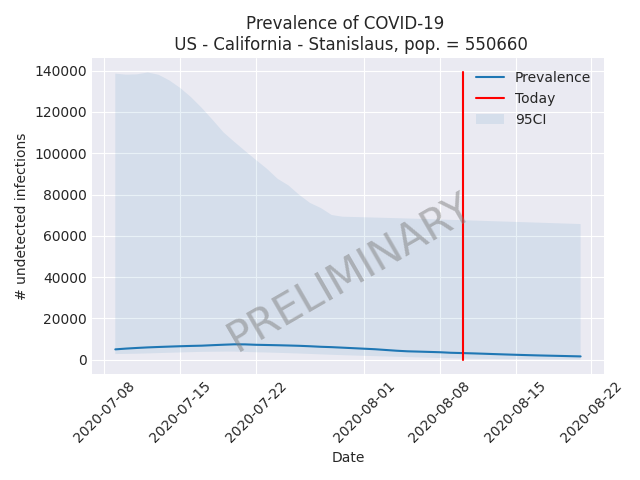 Prevalence of COVID-19
US - California - Stanislaus, pop. = 550660
# undetected infections
140000
120000
100000
80000
60000
40000
20000
0
Prevalence
Today
95CI
PRELIMINARY
2020-07-08
2020-07-15
2020-07-22
2020-08-01
2020-08-08
2020-08-15
2020-08-22
Date